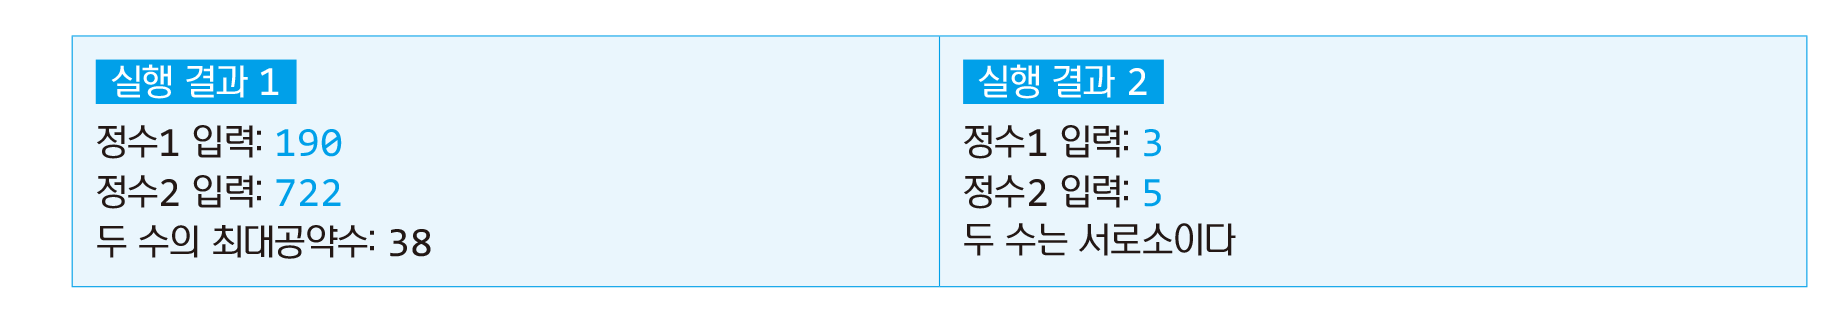 실행 결과 1
정수1 입력: 190
정수2 입력: 722
두 수의 최대공약수: 38
실행 결과 2
정수1 입력: 3
정수2 입력: 5
두 수는 서로소이다